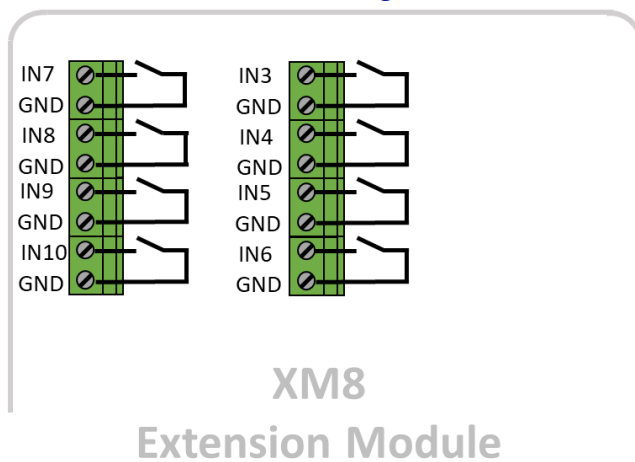 IN7
GND
IN8
GND
IN9
GND
IN10
GND
IN3
GND
IN4
GND
IN5
GND
IN6
GND
XM8
Extension Module